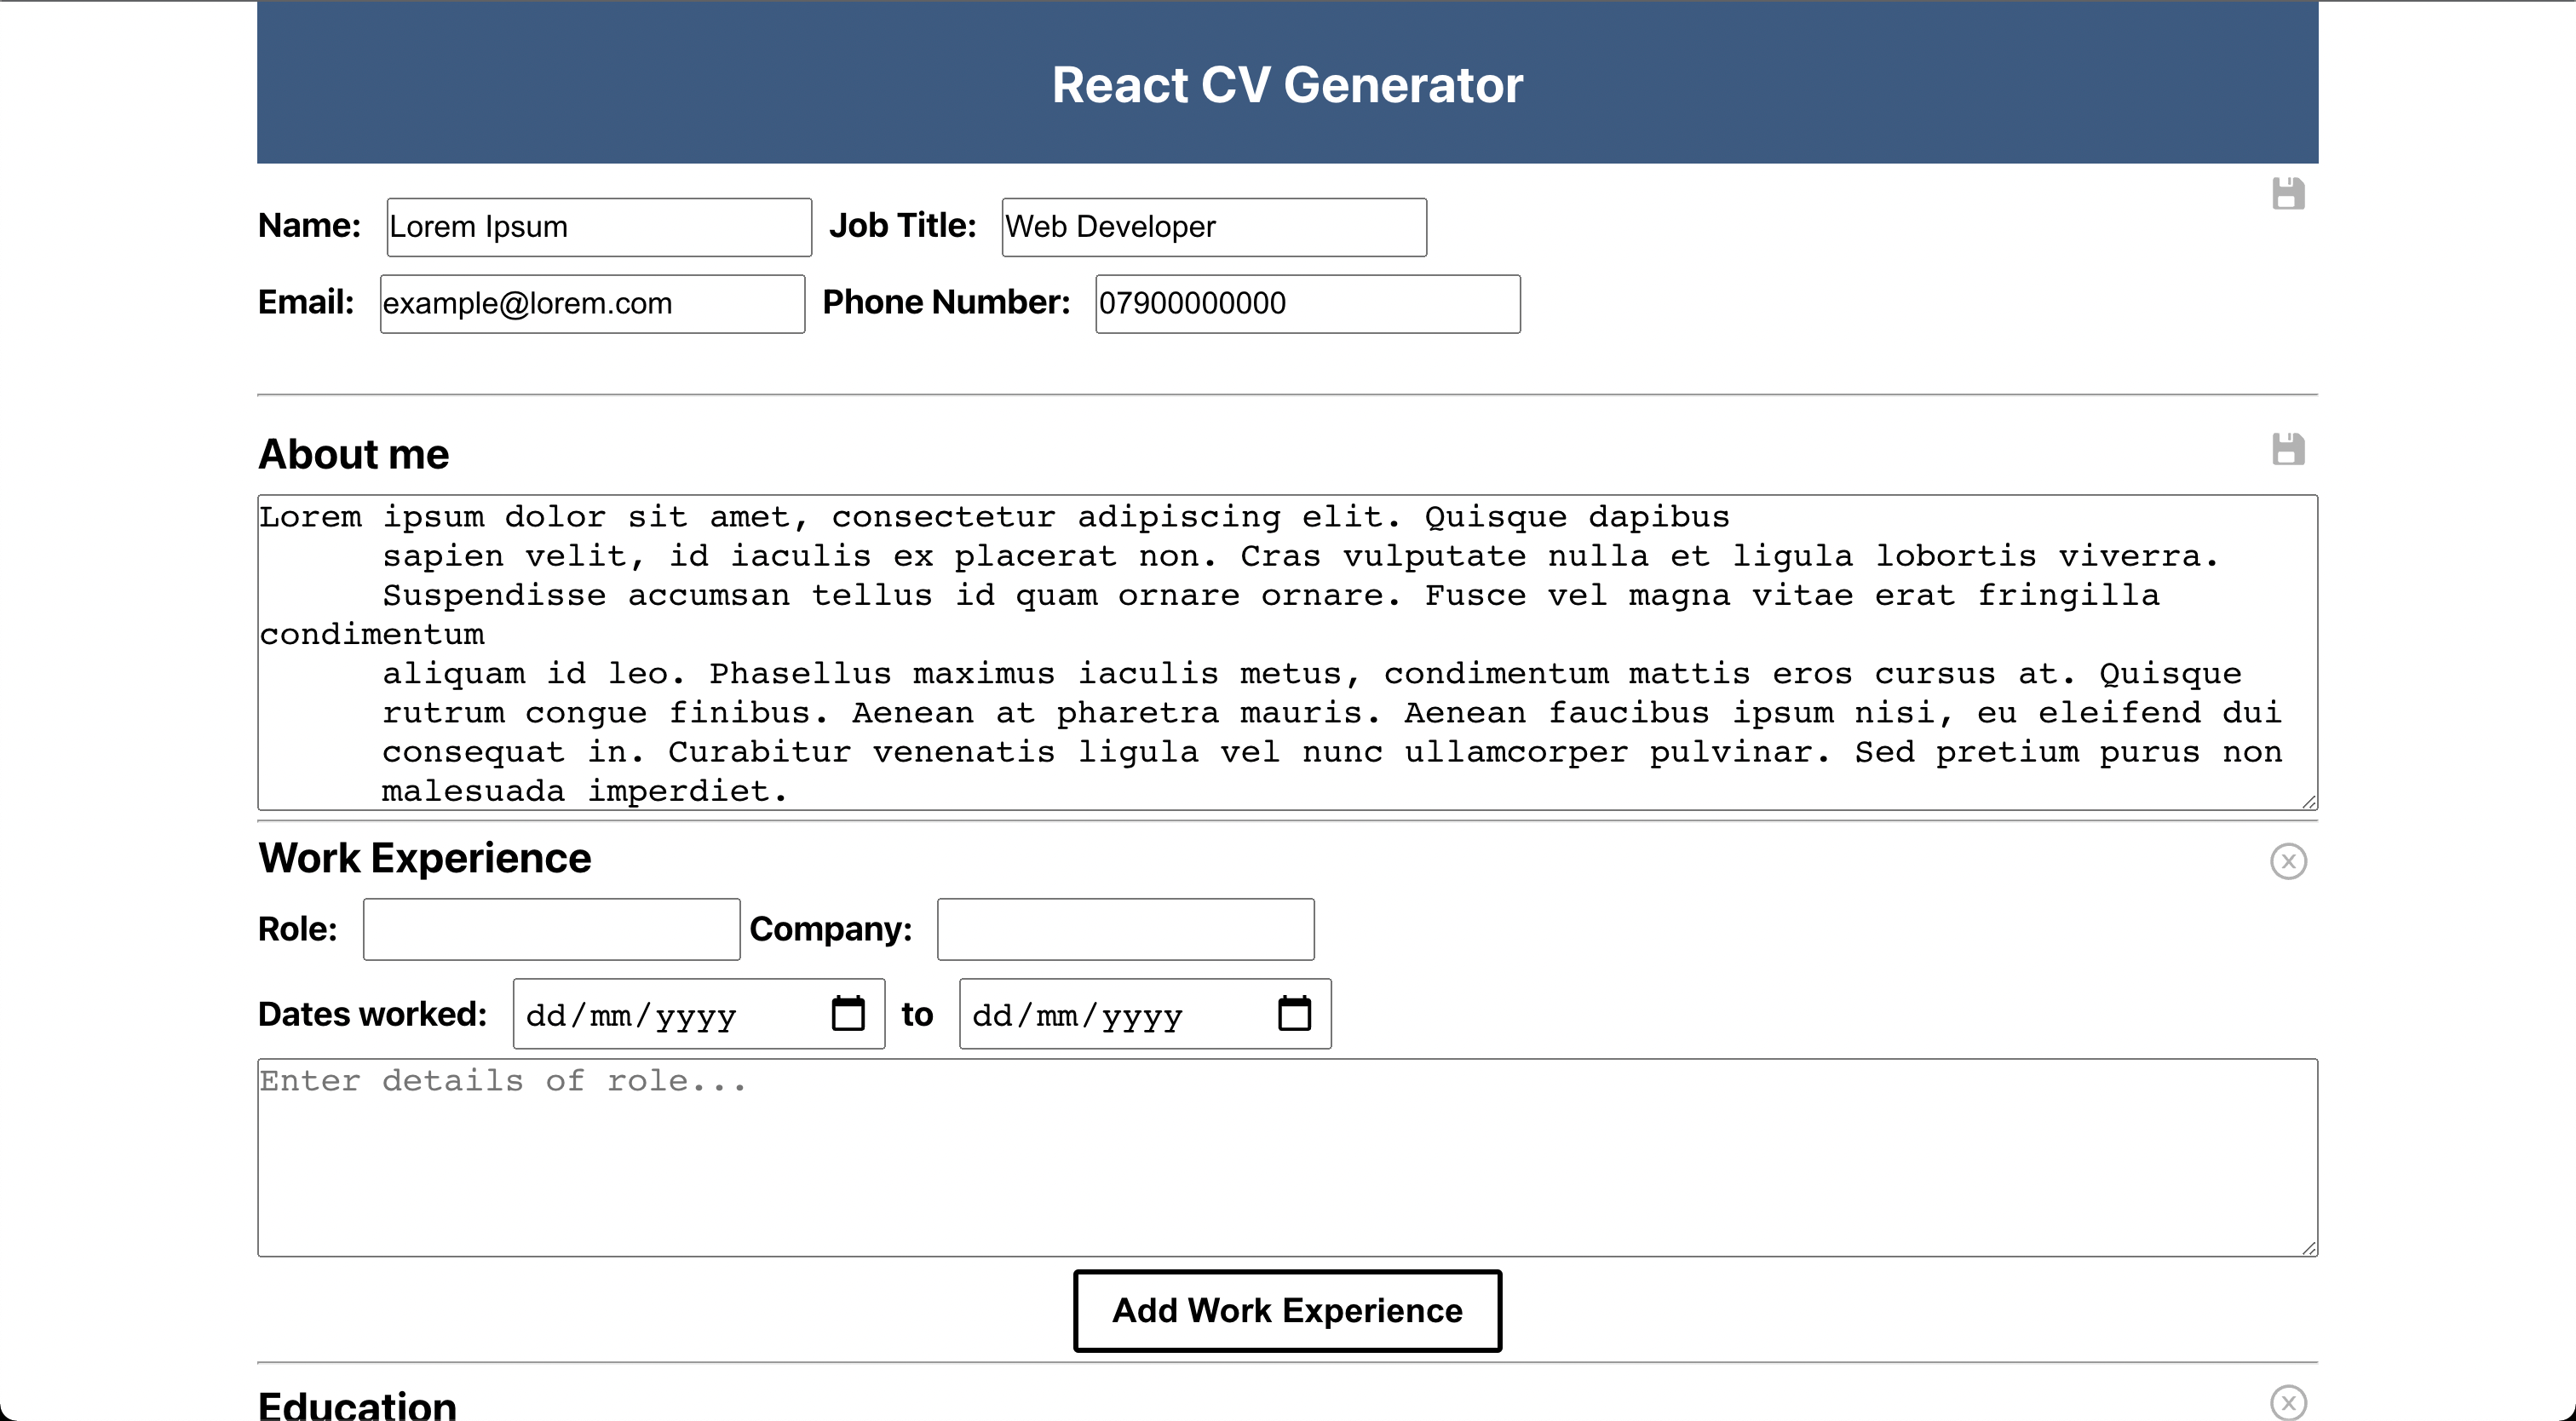 React CV Generator
Name: Lorem Ipsum Job Title: Web Developer
Email: example@lorem.com Phone Number: 07900000000
About me
Lorem ipsum dolor sit amet, consectetur adipiscing elit. Quisque dapibus
sapien velit, id iaculis ex placerat non. Cras vulputate nulla et ligula lobortis viverra.
Suspendisse accumsan tellus id quam ornare ornare. Fusce vel magna vitae erat fringilla
condimentum
aliquam id leo. Phasellus maximus iaculis metus, condimentum mattis eros cursus at. Quisque
rutrum congue finibus. Aenean at pharetra mauris. Aenean faucibus ipsum nisi, eu eleifend dui
consequat in. Curabitur venenatis ligula vel nunc ullamcorper pulvinar. Sed pretium purus non
malesuada imperdiet.
Work Experience
Role: Company:
Dates worked: dd/mm/yyyy to dd/mm/yyyy
Enter details of role...
Add Work Experience
Education